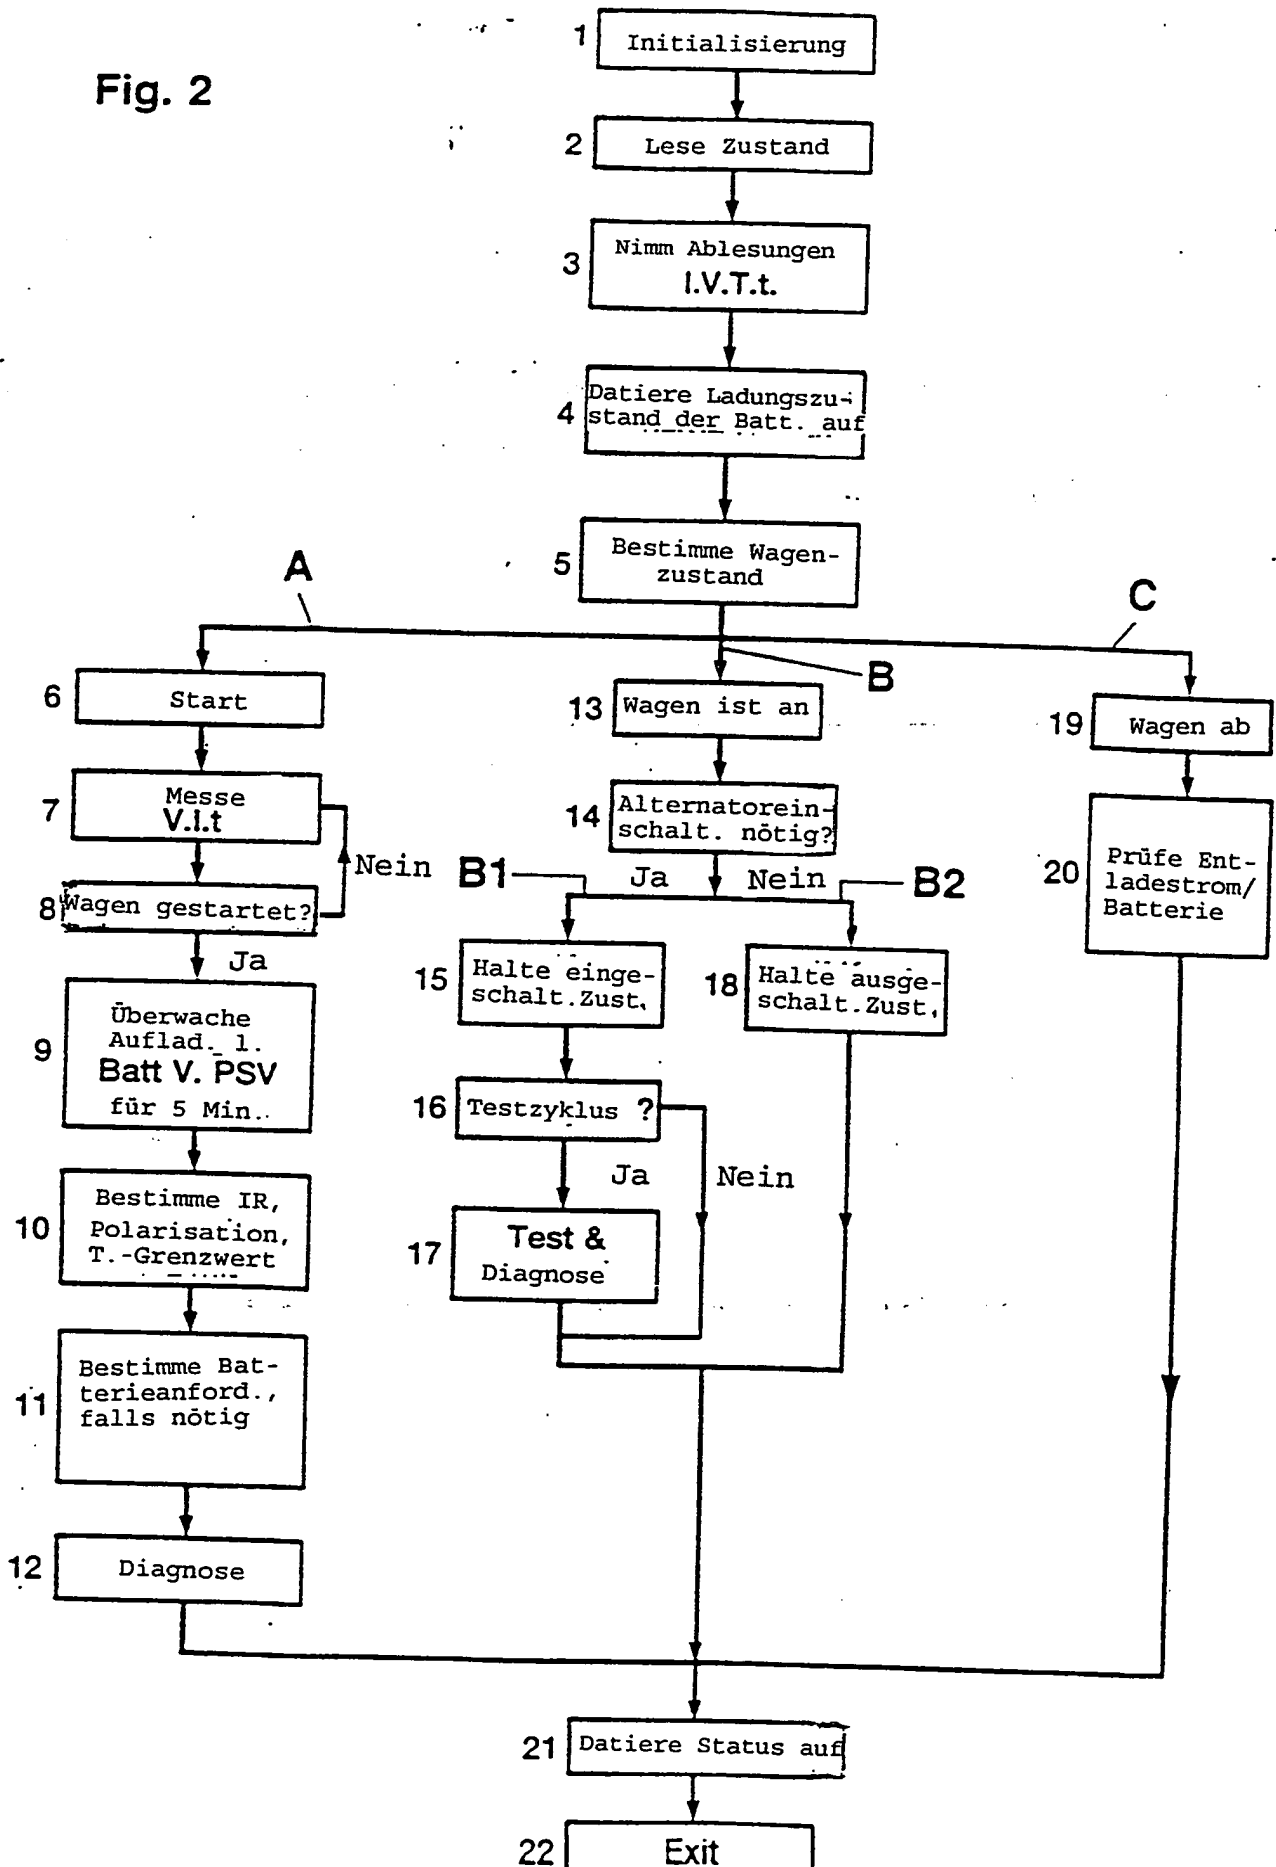 Fig. 2
1 Initialisierung
2 Lese Zustand
3 Nimm Ablesungen
I.V.T.t.
4 Datiere Ladungszu-
stand der Batt. auf
5 Bestimme Wagen-
zustand
A
B
C
6 Start
7 Messe
V.I.t
Nein
8 Wagen gestartet?
Ja
9 Überwache
Auflad. l.
Batt V. PSV
für 5 Min.
10 Bestimme IR,
Polarisation,
T.-Grenzwert
11 Bestimme Bat-
terieanford.,
falls nötig
12 Diagnose
13 Wagen ist an
14 Alternatorein-
schalt. nötig?
B1 Ja Nein B2
15 Halte einge-
schalt.Zust.
16 Testzyklus ?
Ja Nein
17 Test &
Diagnose
18 Halte ausge-
schalt.Zust.
19 Wagen ab
20 Prüfe Ent-
ladestrom/
Batterie
21 Datiere Status auf
22 Exit